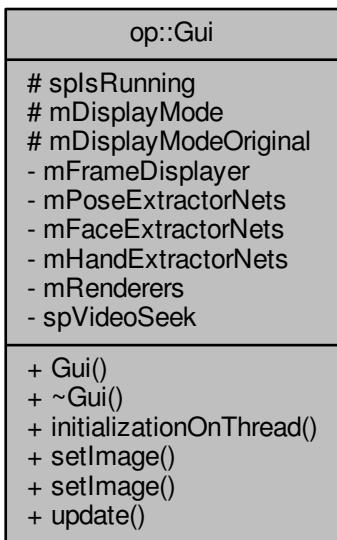 op::Gui
# spIsRunning
# mDisplayMode
# mDisplayModeOriginal
- mFrameDisplayer
- mPoseExtractorNets
- mFaceExtractorNets
- mHandExtractorNets
- mRenderers
- spVideoSeek
+ Gui()
+ ~Gui()
+ initializationOnThread()
+ setImage()
+ setImage()
+ update()